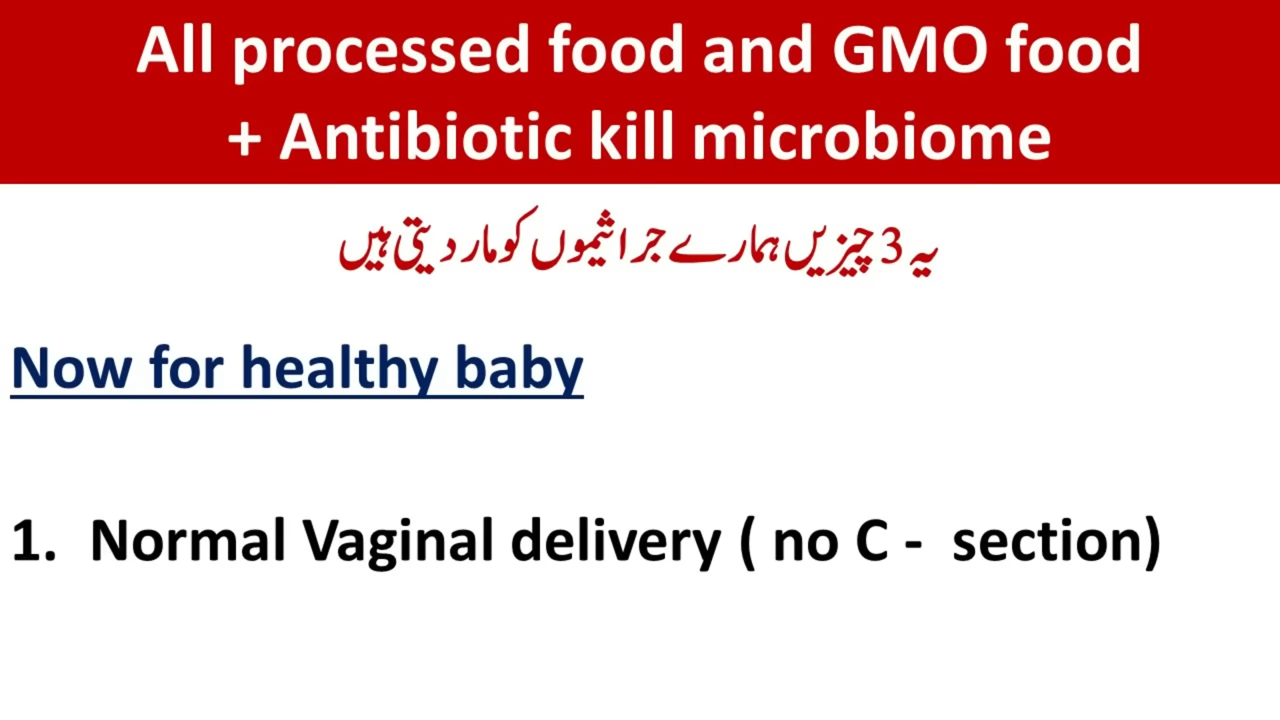 All processed food and GMO food
+ Antibiotic kill microbiome
یہ 3 چیزیں ہمارے جراثیموں کو مار دیتی ہیں
Now for healthy baby
1. Normal Vaginal delivery ( no C - section)